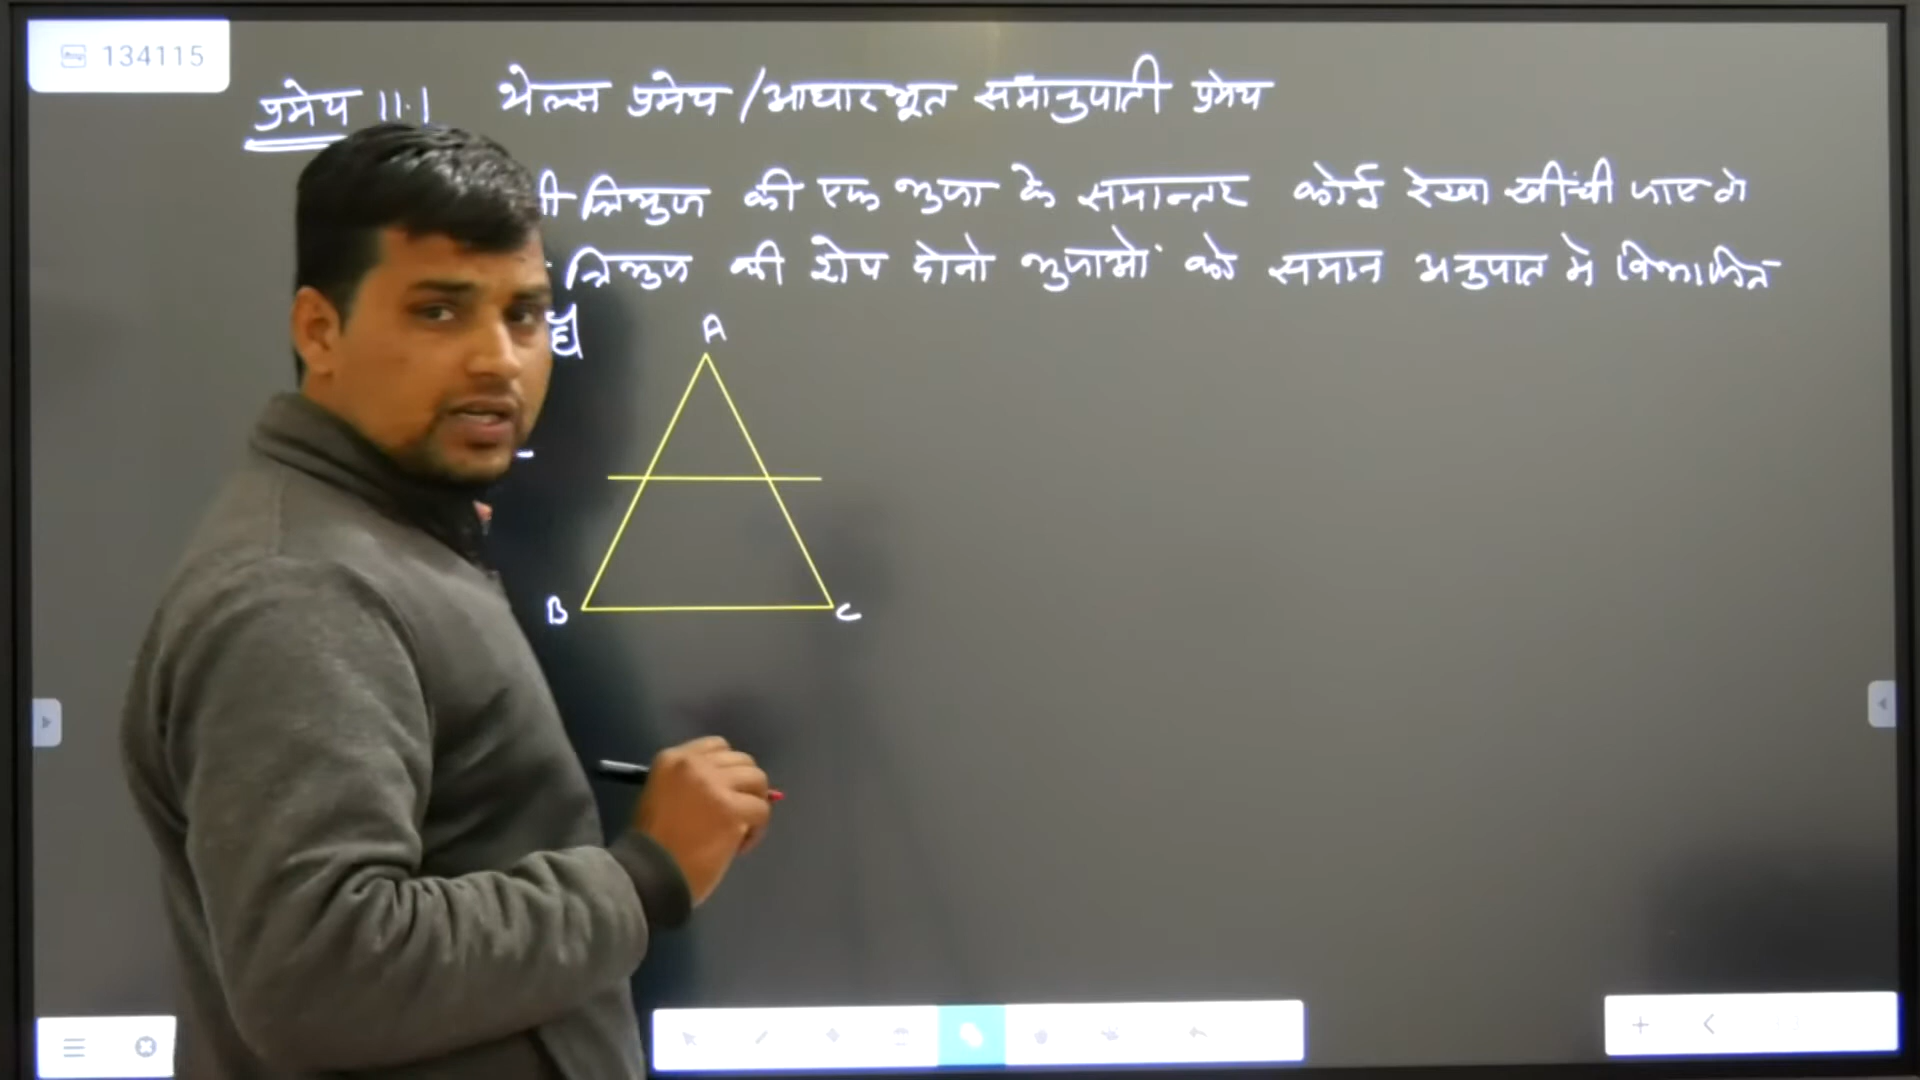 134115
प्रमेय 11.1 थेल्स प्रमेय / आधारभूत समानुपाती प्रमेय
त्रिभुज की एक भुजा के समान्तर कोई रेखा खींची जाए तो
त्रिभुज की शेष दोनो भुजाओं को समान अनुपात मे विभाजित
है
A
B
C